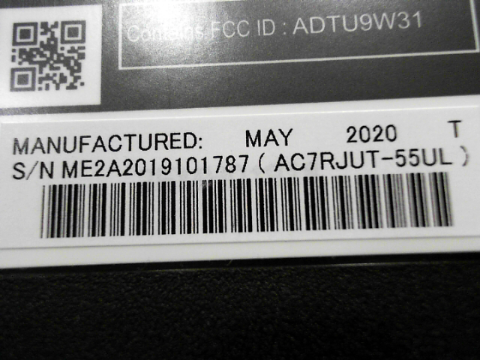 Contains FCC ID : ADTU9W31
MANUFACTURED: MAY 2020 T
S/N ME2A2019101787 ( AC7RJUT-55UL )